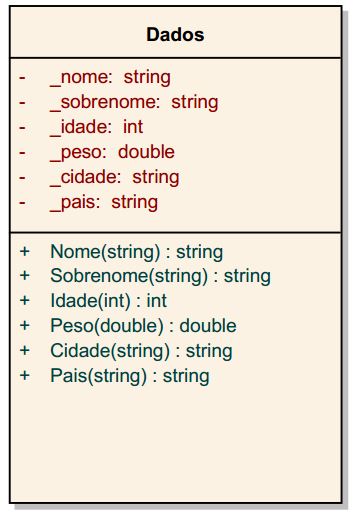 Dados
- _nome: string
- _sobrenome: string
- _idade: int
- _peso: double
- _cidade: string
- _pais: string
+ Nome(string) : string
+ Sobrenome(string) : string
+ Idade(int) : int
+ Peso(double) : double
+ Cidade(string) : string
+ Pais(string) : string